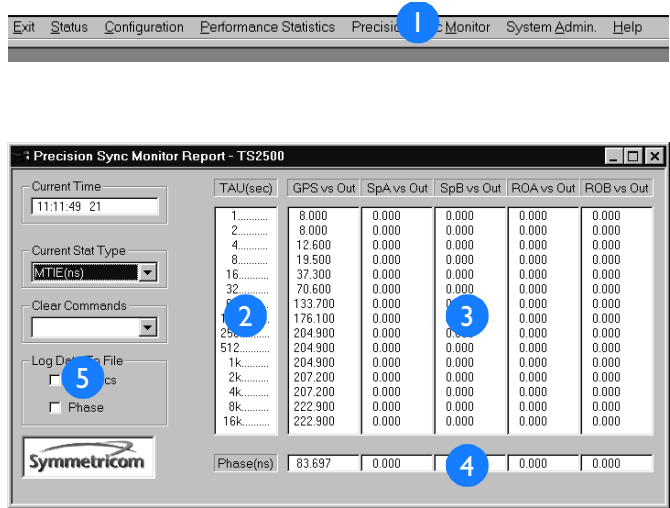 Exit Status Configuration Performance Statistics Precision Monitor System Admin. Help
1
Precision Sync Monitor Report - TS2500
Current Time
11:11:49 21
Current Stat Type
MTIE(ns)
Clear Commands
Log Data To File
5
Phase
Symmetricom
TAU(sec) GPS vs Out SpA vs Out SpB vs Out ROA vs Out ROB vs Out
1.......... 8.000 0.000 0.000 0.000 0.000
2.......... 8.000 0.000 0.000 0.000 0.000
4.......... 12.600 0.000 0.000 0.000 0.000
8.......... 19.500 0.000 0.000 0.000 0.000
16.......... 37.300 0.000 0.000 0.000 0.000
32.......... 70.600 0.000 0.000 0.000 0.000
133.700 0.000 0.000 0.000
2 176.100 0.000 3 0.000 0.000
204.900 0.000 0.000 0.000
512.......... 204.900 0.000 0.000 0.000 0.000
1k......... 204.900 0.000 0.000 0.000 0.000
2k......... 207.200 0.000 0.000 0.000 0.000
4k......... 207.200 0.000 0.000 0.000 0.000
8k......... 222.900 0.000 0.000 0.000 0.000
16k......... 222.900 0.000 0.000 0.000 0.000
Phase(ns) 83.697 0.000 4 0.000 0.000